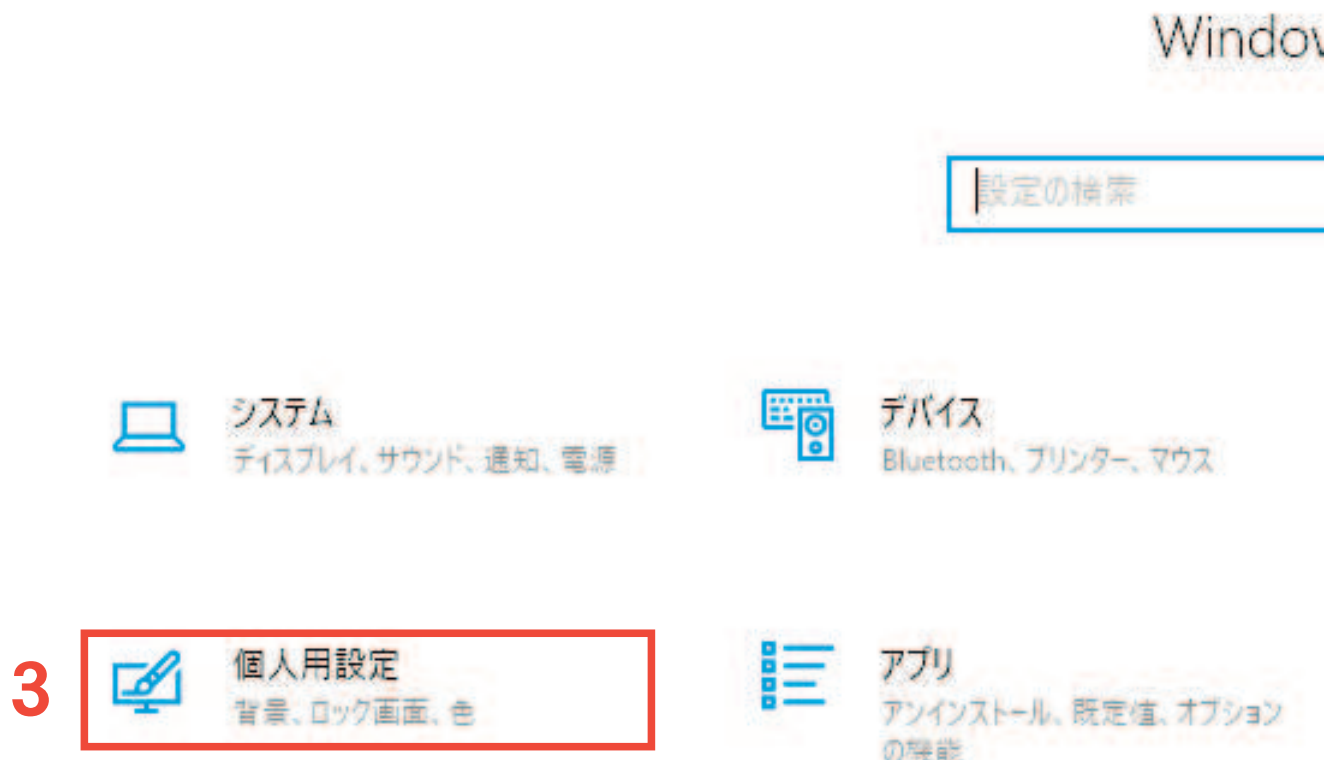 Window
設定の検索
システム
ディスプレイ、サウンド、通知、電源
デバイス
Bluetooth、プリンター、マウス
3
個人用設定
背景、ロック画面、色
アプリ
アンインストール、既定値、オプション
の機能